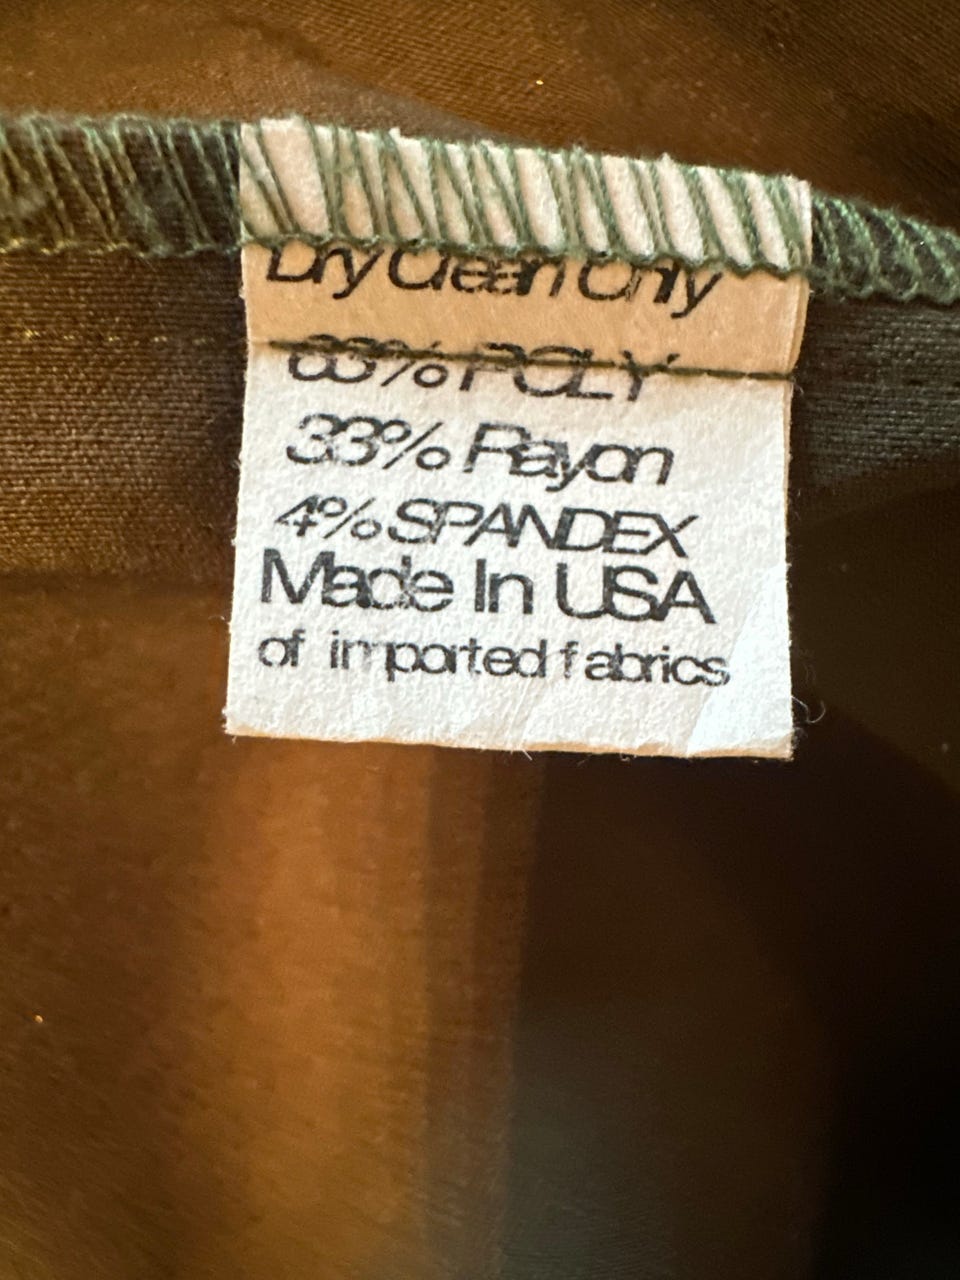 Dry Clean Only
63% POLY
33% Rayon
4% SPANDEX
Made In USA
of imported fabrics